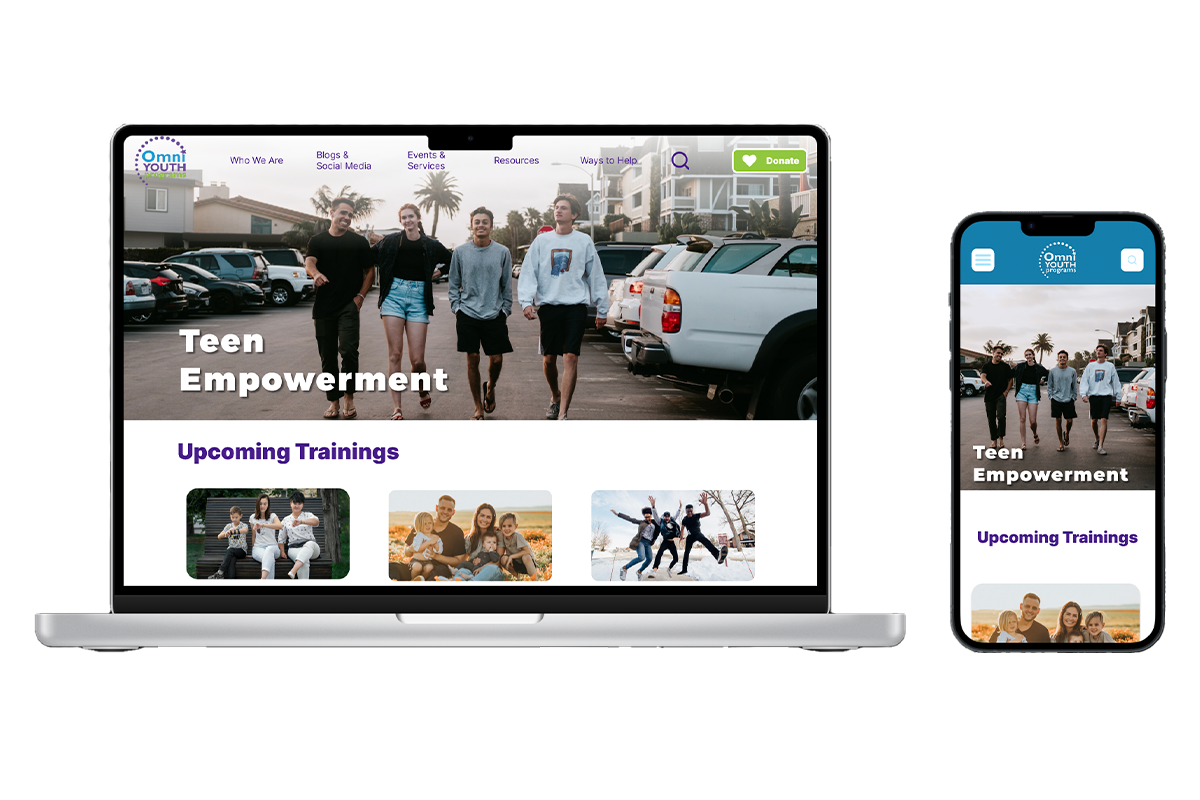 Omni
YOUTH
programs
Who We Are
Blogs &
Social Media
Events &
Services
Resources
Ways to Help
Donate
Teen
Empowerment
Upcoming Trainings
Omni
YOUTH
programs
Teen
Empowerment
Upcoming Trainings